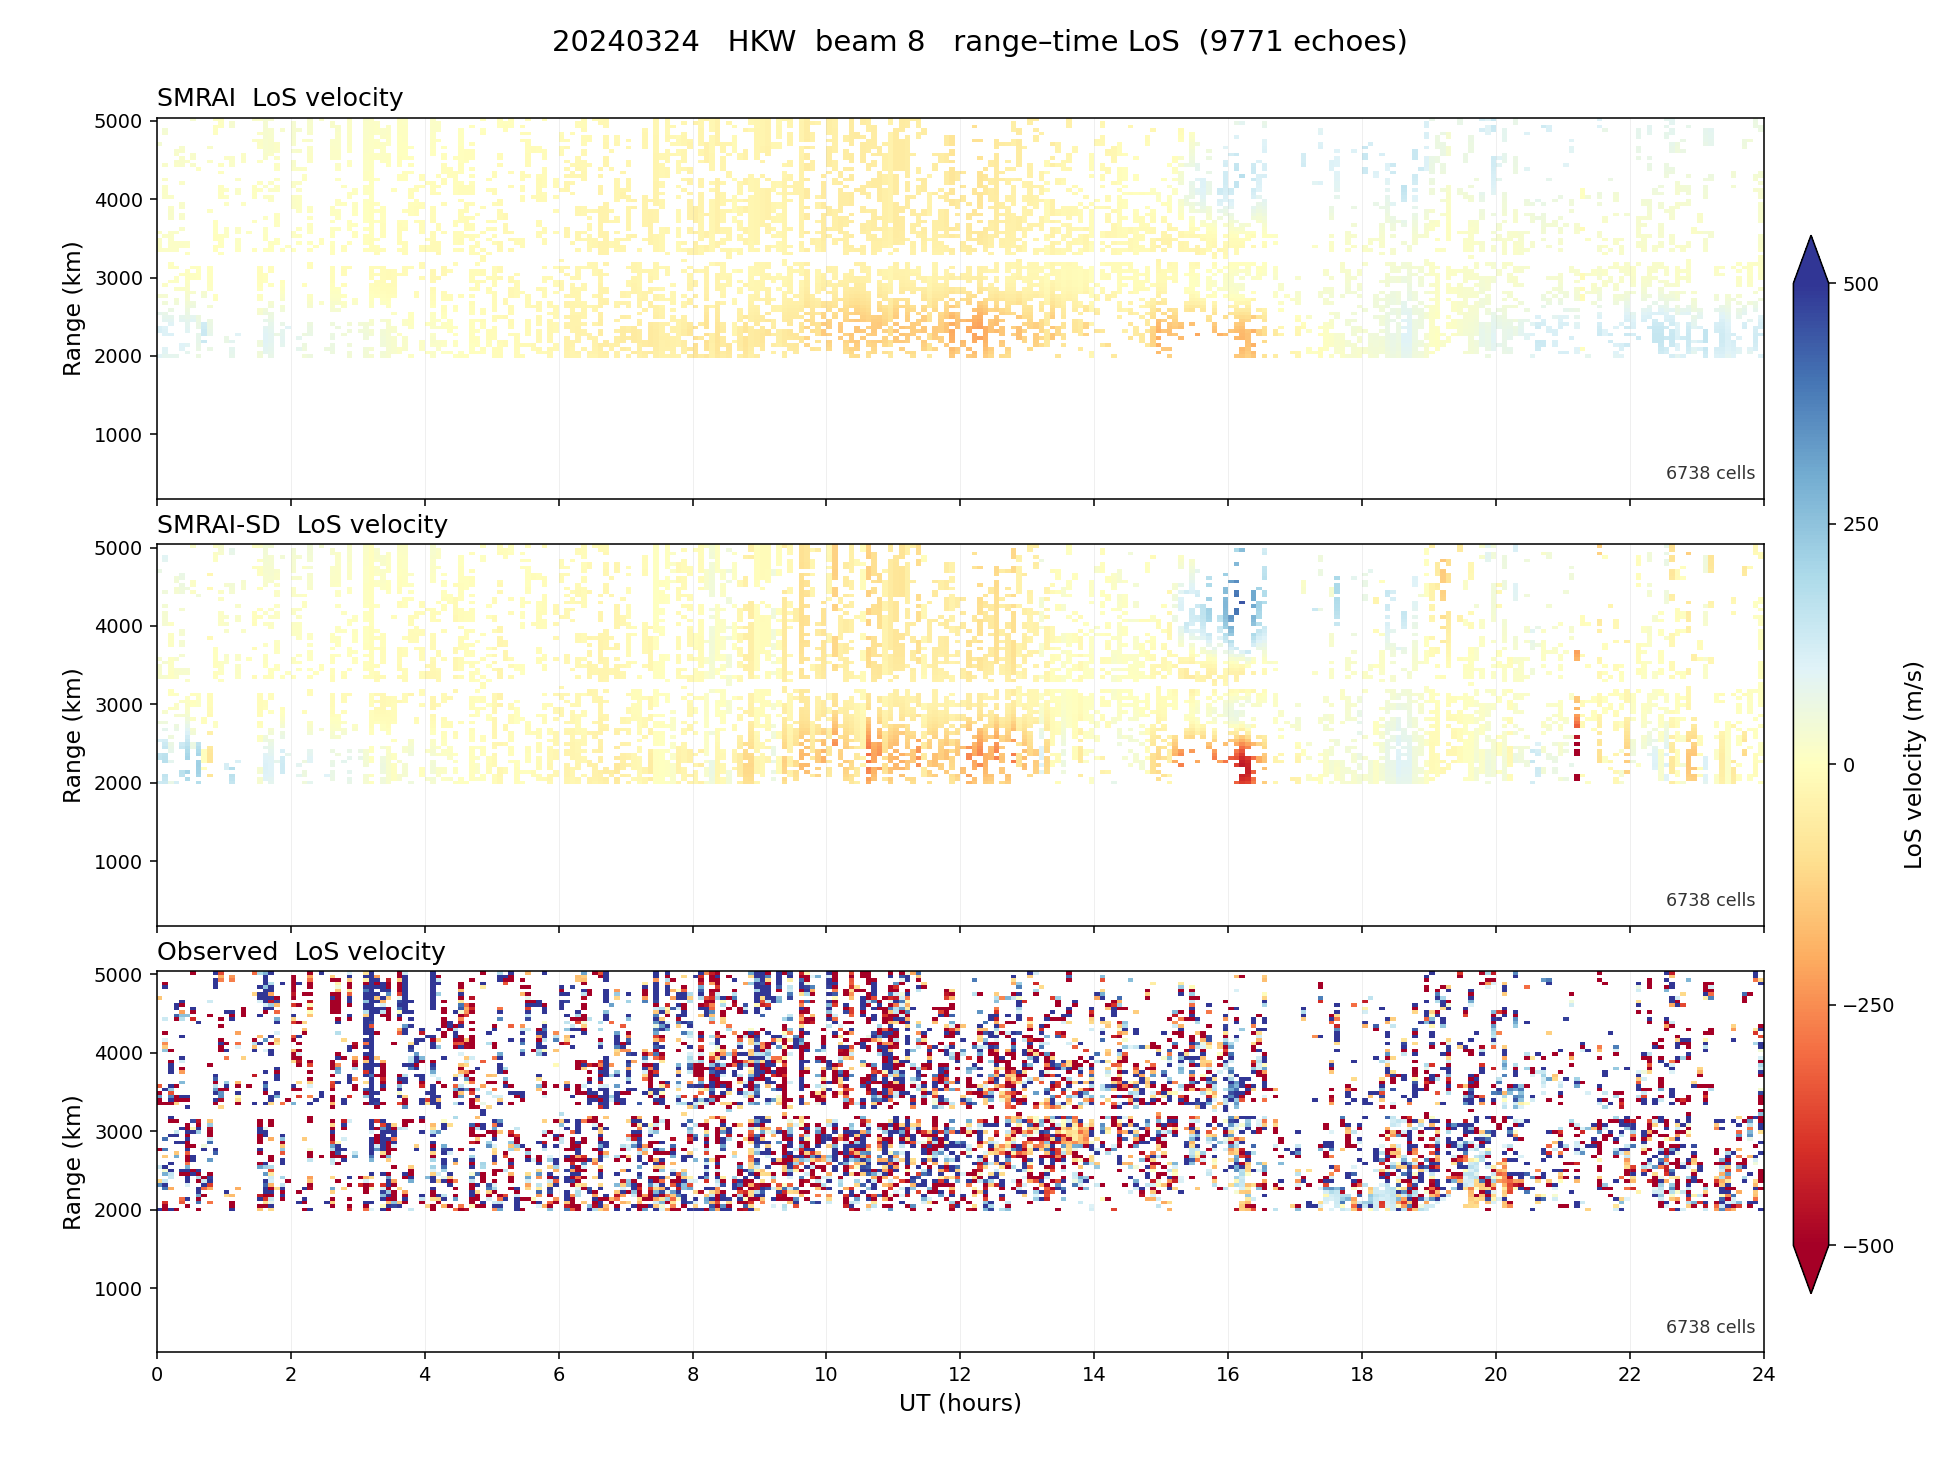 20240324 HKW beam 8 range–time LoS (9771 echoes)
SMRAI LoS velocity
5000
4000
3000
2000
1000
Range (km)
6738 cells
SMRAI-SD LoS velocity
5000
4000
3000
2000
1000
Range (km)
6738 cells
Observed LoS velocity
5000
4000
3000
2000
1000
Range (km)
6738 cells
0 2 4 6 8 10 12 14 16 18 20 22 24
UT (hours)
500
250
0
−250
−500
LoS velocity (m/s)